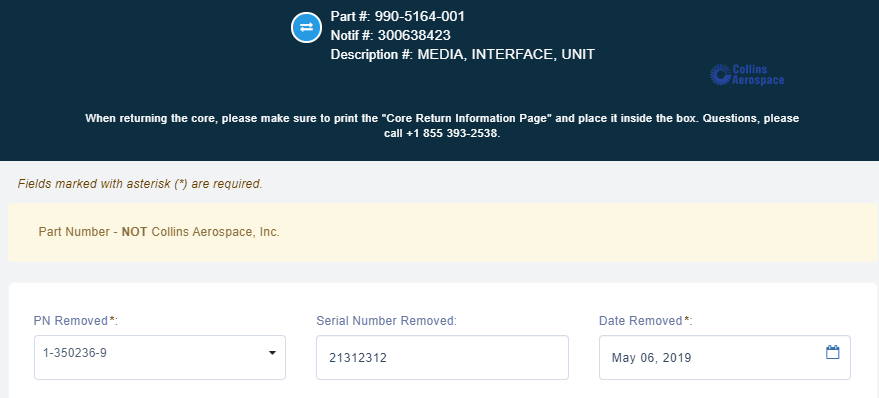 Part #: 990-5164-001
Notif #: 300638423
Description #: MEDIA, INTERFACE, UNIT
Collins
Aerospace
When returning the core, please make sure to print the "Core Return Information Page" and place it inside the box. Questions, please
call +1 855 393-2538.
Fields marked with asterisk (*) are required.
Part Number - NOT Collins Aerospace, Inc.
PN Removed*: Serial Number Removed: Date Removed*:
1-350236-9 21312312 May 06, 2019